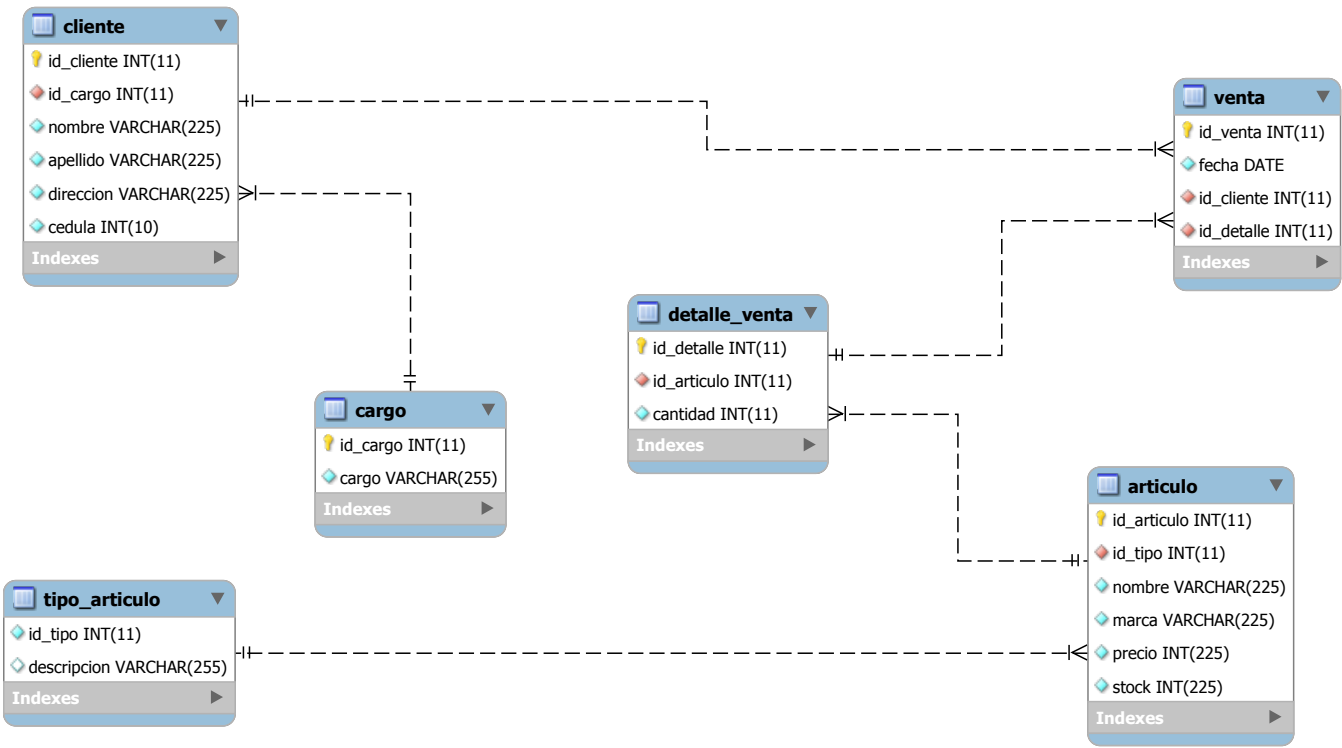 cliente
id_cliente INT(11)
id_cargo INT(11)
nombre VARCHAR(225)
apellido VARCHAR(225)
direccion VARCHAR(225)
cedula INT(10)
Indexes
venta
id_venta INT(11)
fecha DATE
id_cliente INT(11)
id_detalle INT(11)
Indexes
detalle_venta
id_detalle INT(11)
id_articulo INT(11)
cantidad INT(11)
Indexes
cargo
id_cargo INT(11)
cargo VARCHAR(255)
Indexes
articulo
id_articulo INT(11)
id_tipo INT(11)
nombre VARCHAR(225)
marca VARCHAR(225)
precio INT(225)
stock INT(225)
Indexes
tipo_articulo
id_tipo INT(11)
descripcion VARCHAR(255)
Indexes